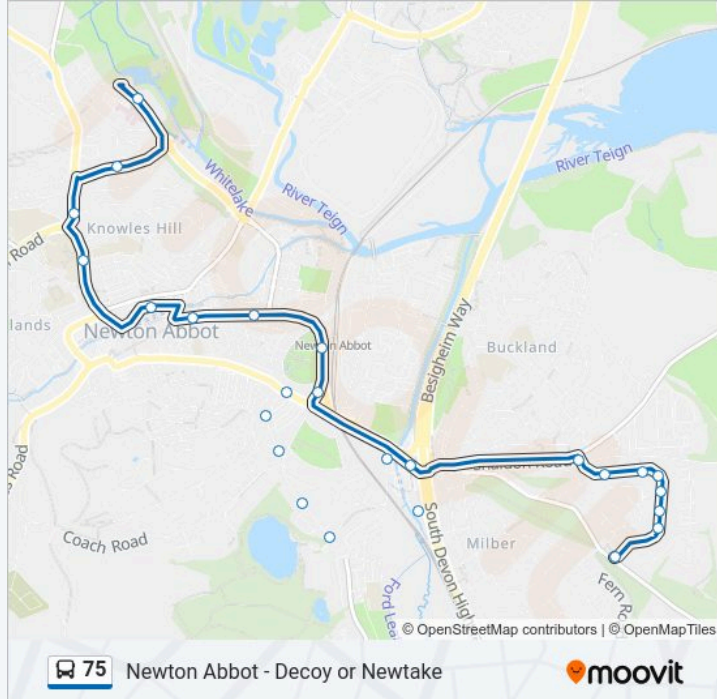 Whitelake
River Teign
River Teign
Knowles Hill
Road
lands
Newton Abbot
Newton Abbot
Besigheim Way
Buckland
Road
Coach Road
South Devon High
Milber
Fern Ro
Ford Lea
© OpenStreetMap contributors | © OpenMapTiles
75 Newton Abbot - Decoy or Newtake
moovit